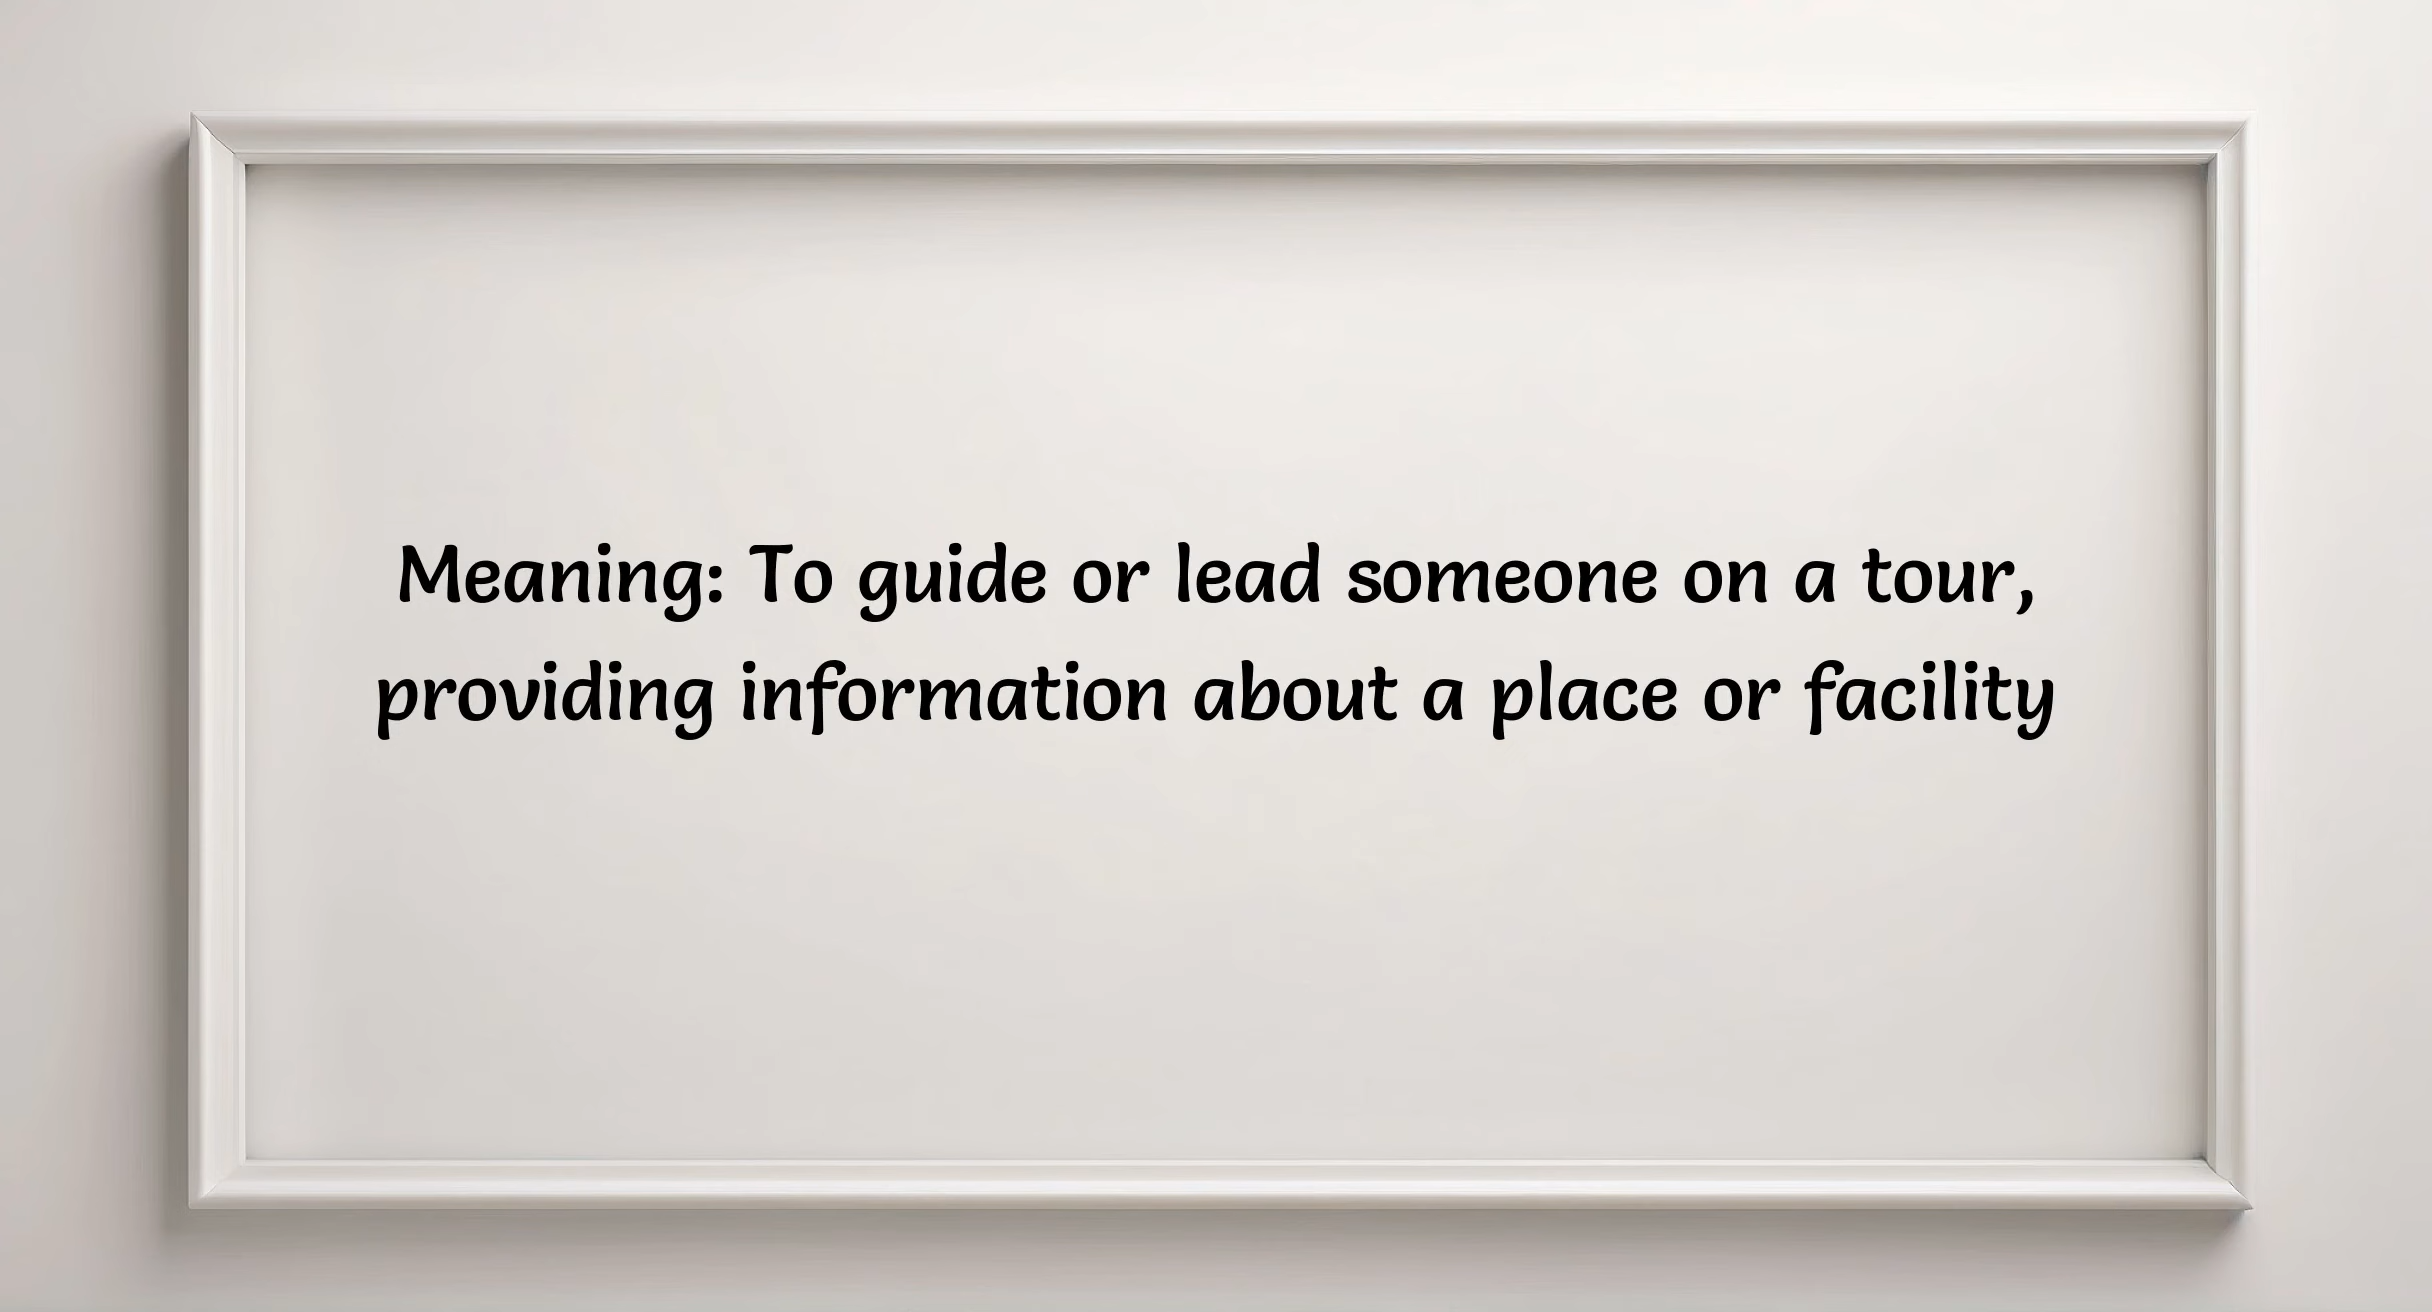 Meaning: To guide or lead someone on a tour,
providing information about a place or facility